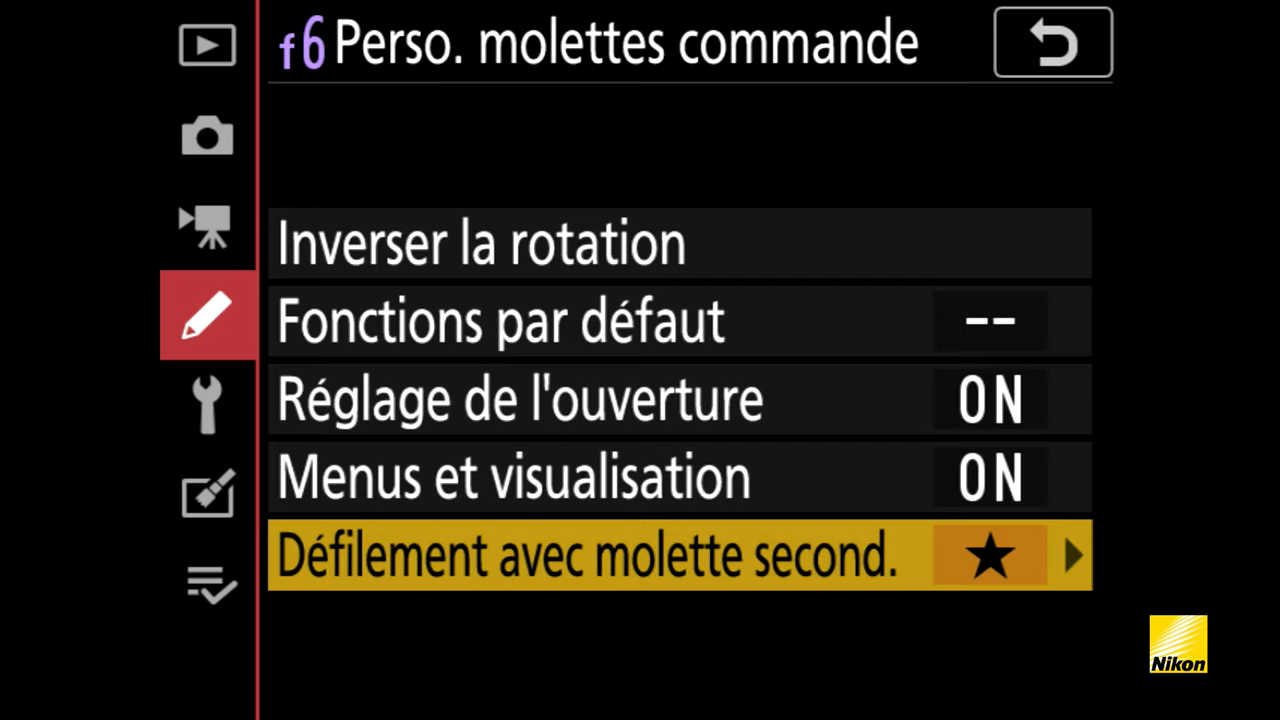 f6 Perso. molettes commande
Inverser la rotation
Fonctions par défaut --
Réglage de l'ouverture ON
Menus et visualisation ON
Défilement avec molette second. ★
Nikon